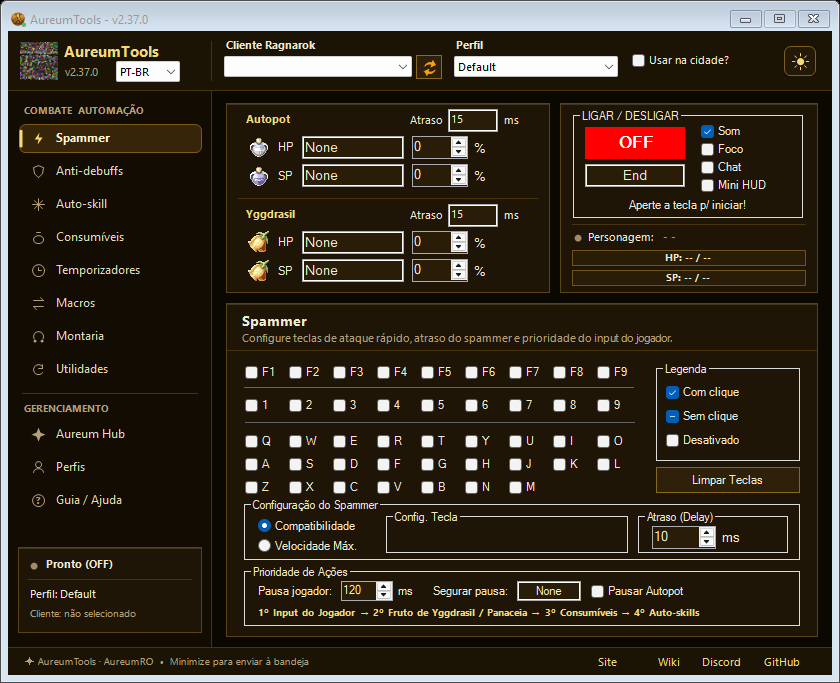 AureumTools - v2.37.0
AureumTools
v2.37.0 PT-BR
Cliente Ragnarok
Perfil
Default
Usar na cidade?
COMBATE AUTOMAÇÃO
Spammer
Anti-debuffs
Auto-skill
Consumíveis
Temporizadores
Macros
Montaria
Utilidades
GERENCIAMENTO
Aureum Hub
Perfis
Guia / Ajuda
Pronto (OFF)
Perfil: Default
Cliente: não selecionado
Autopot Atraso 15 ms
HP None 0 %
SP None 0 %
Yggdrasil Atraso 15 ms
HP None 0 %
SP None 0 %
LIGAR / DESLIGAR
OFF
End
Som
Foco
Chat
Mini HUD
Aperte a tecla p/ iniciar!
Personagem: - -
HP: -- / --
SP: -- / --
Spammer
Configure teclas de ataque rápido, atraso do spammer e prioridade do input do jogador.
F1 F2 F3 F4 F5 F6 F7 F8 F9
1 2 3 4 5 6 7 8 9
Q W E R T Y U I O
A S D F G H J K L
Z X C V B N M
Legenda
Com clique
Sem clique
Desativado
Limpar Teclas
Configuração do Spammer
Compatibilidade
Velocidade Máx.
Config. Tecla
Atraso (Delay)
10 ms
Prioridade de Ações
Pausa jogador: 120 ms Segurar pausa: None Pausar Autopot
1º Input do Jogador → 2º Fruto de Yggdrasil / Panaceia → 3º Consumíveis → 4º Auto-skills
AureumTools · AureumRO • Minimize para enviar à bandeja
Site Wiki Discord GitHub